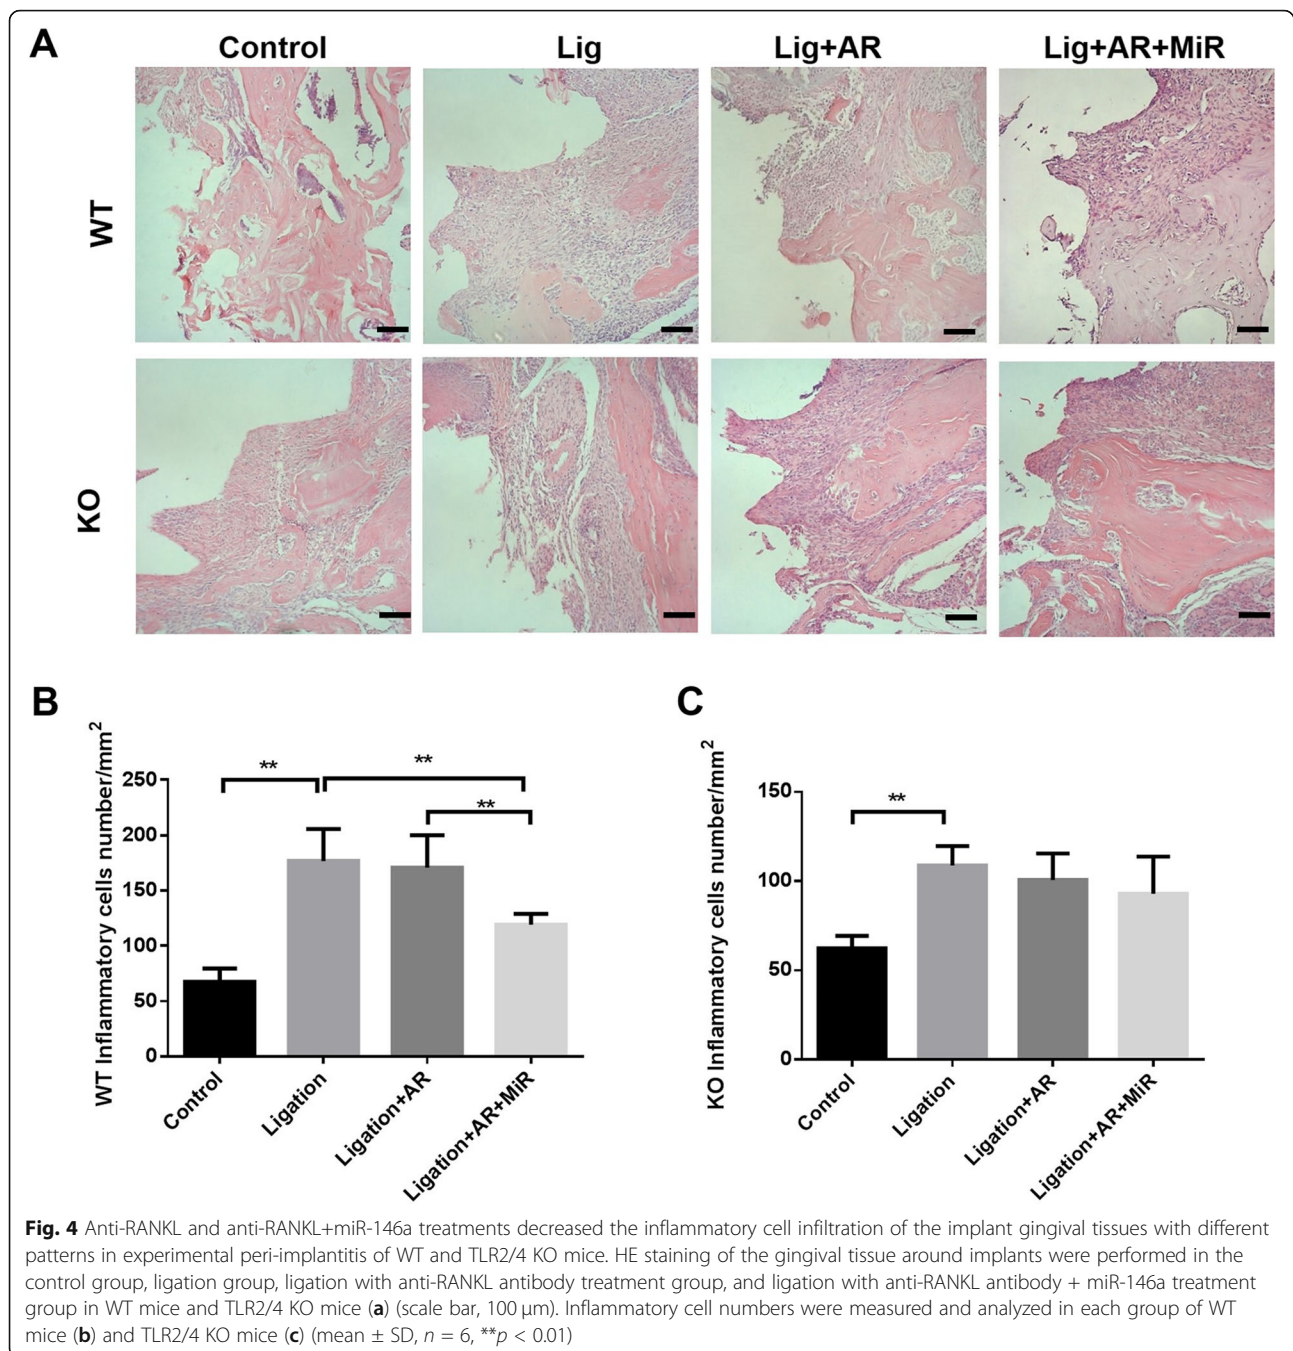 A
Control
Lig
Lig+AR
Lig+AR+MiR
WT
KO
B
WT Inflammatory cells number/mm²
250
200
150
100
50
0
**
**
**
Control
Ligation
Ligation+AR
Ligation+AR+MiR
C
KO Inflammatory cells number/mm²
150
100
50
0
**
Control
Ligation
Ligation+AR
Ligation+AR+MiR
Fig. 4 Anti-RANKL and anti-RANKL+miR-146a treatments decreased the inflammatory cell infiltration of the implant gingival tissues with different
patterns in experimental peri-implantitis of WT and TLR2/4 KO mice. HE staining of the gingival tissue around implants were performed in the
control group, ligation group, ligation with anti-RANKL antibody treatment group, and ligation with anti-RANKL antibody + miR-146a treatment
group in WT mice and TLR2/4 KO mice (a) (scale bar, 100 μm). Inflammatory cell numbers were measured and analyzed in each group of WT
mice (b) and TLR2/4 KO mice (c) (mean ± SD, n = 6, **p < 0.01)